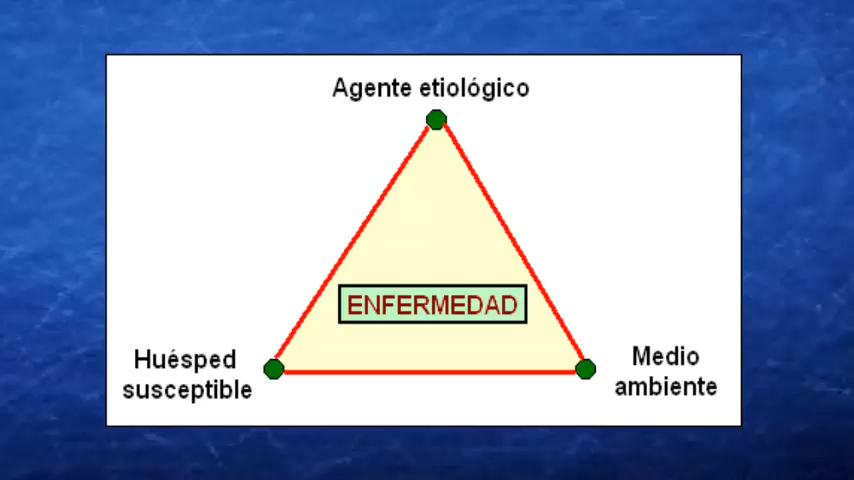 Agente etiológico
ENFERMEDAD
Huésped
susceptible
Medio
ambiente